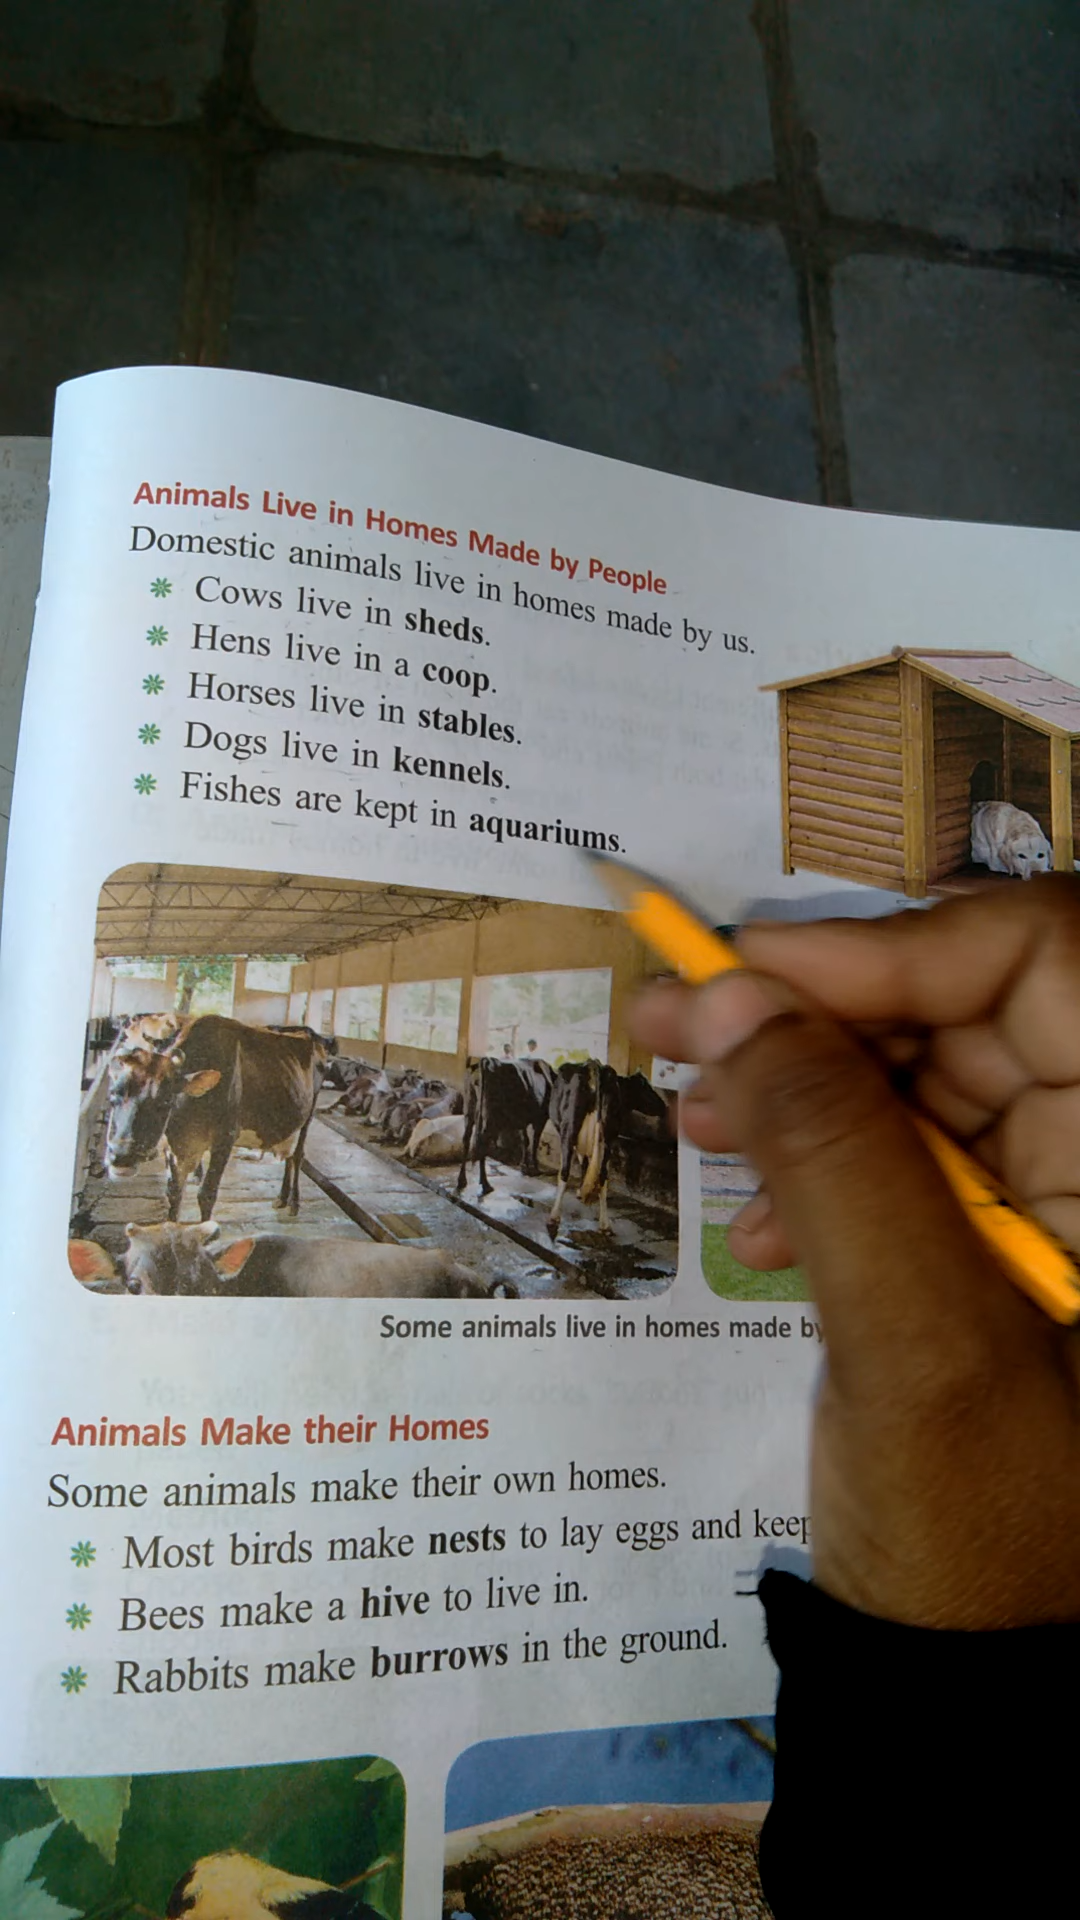 Animals Live in Homes Made by People
Domestic animals live in homes made by us.
Cows live in sheds.
Hens live in a coop.
Horses live in stables.
Dogs live in kennels.
Fishes are kept in aquariums.
Some animals live in homes made by
Animals Make their Homes
Some animals make their own homes.
Most birds make nests to lay eggs and keep
Bees make a hive to live in.
Rabbits make burrows in the ground.